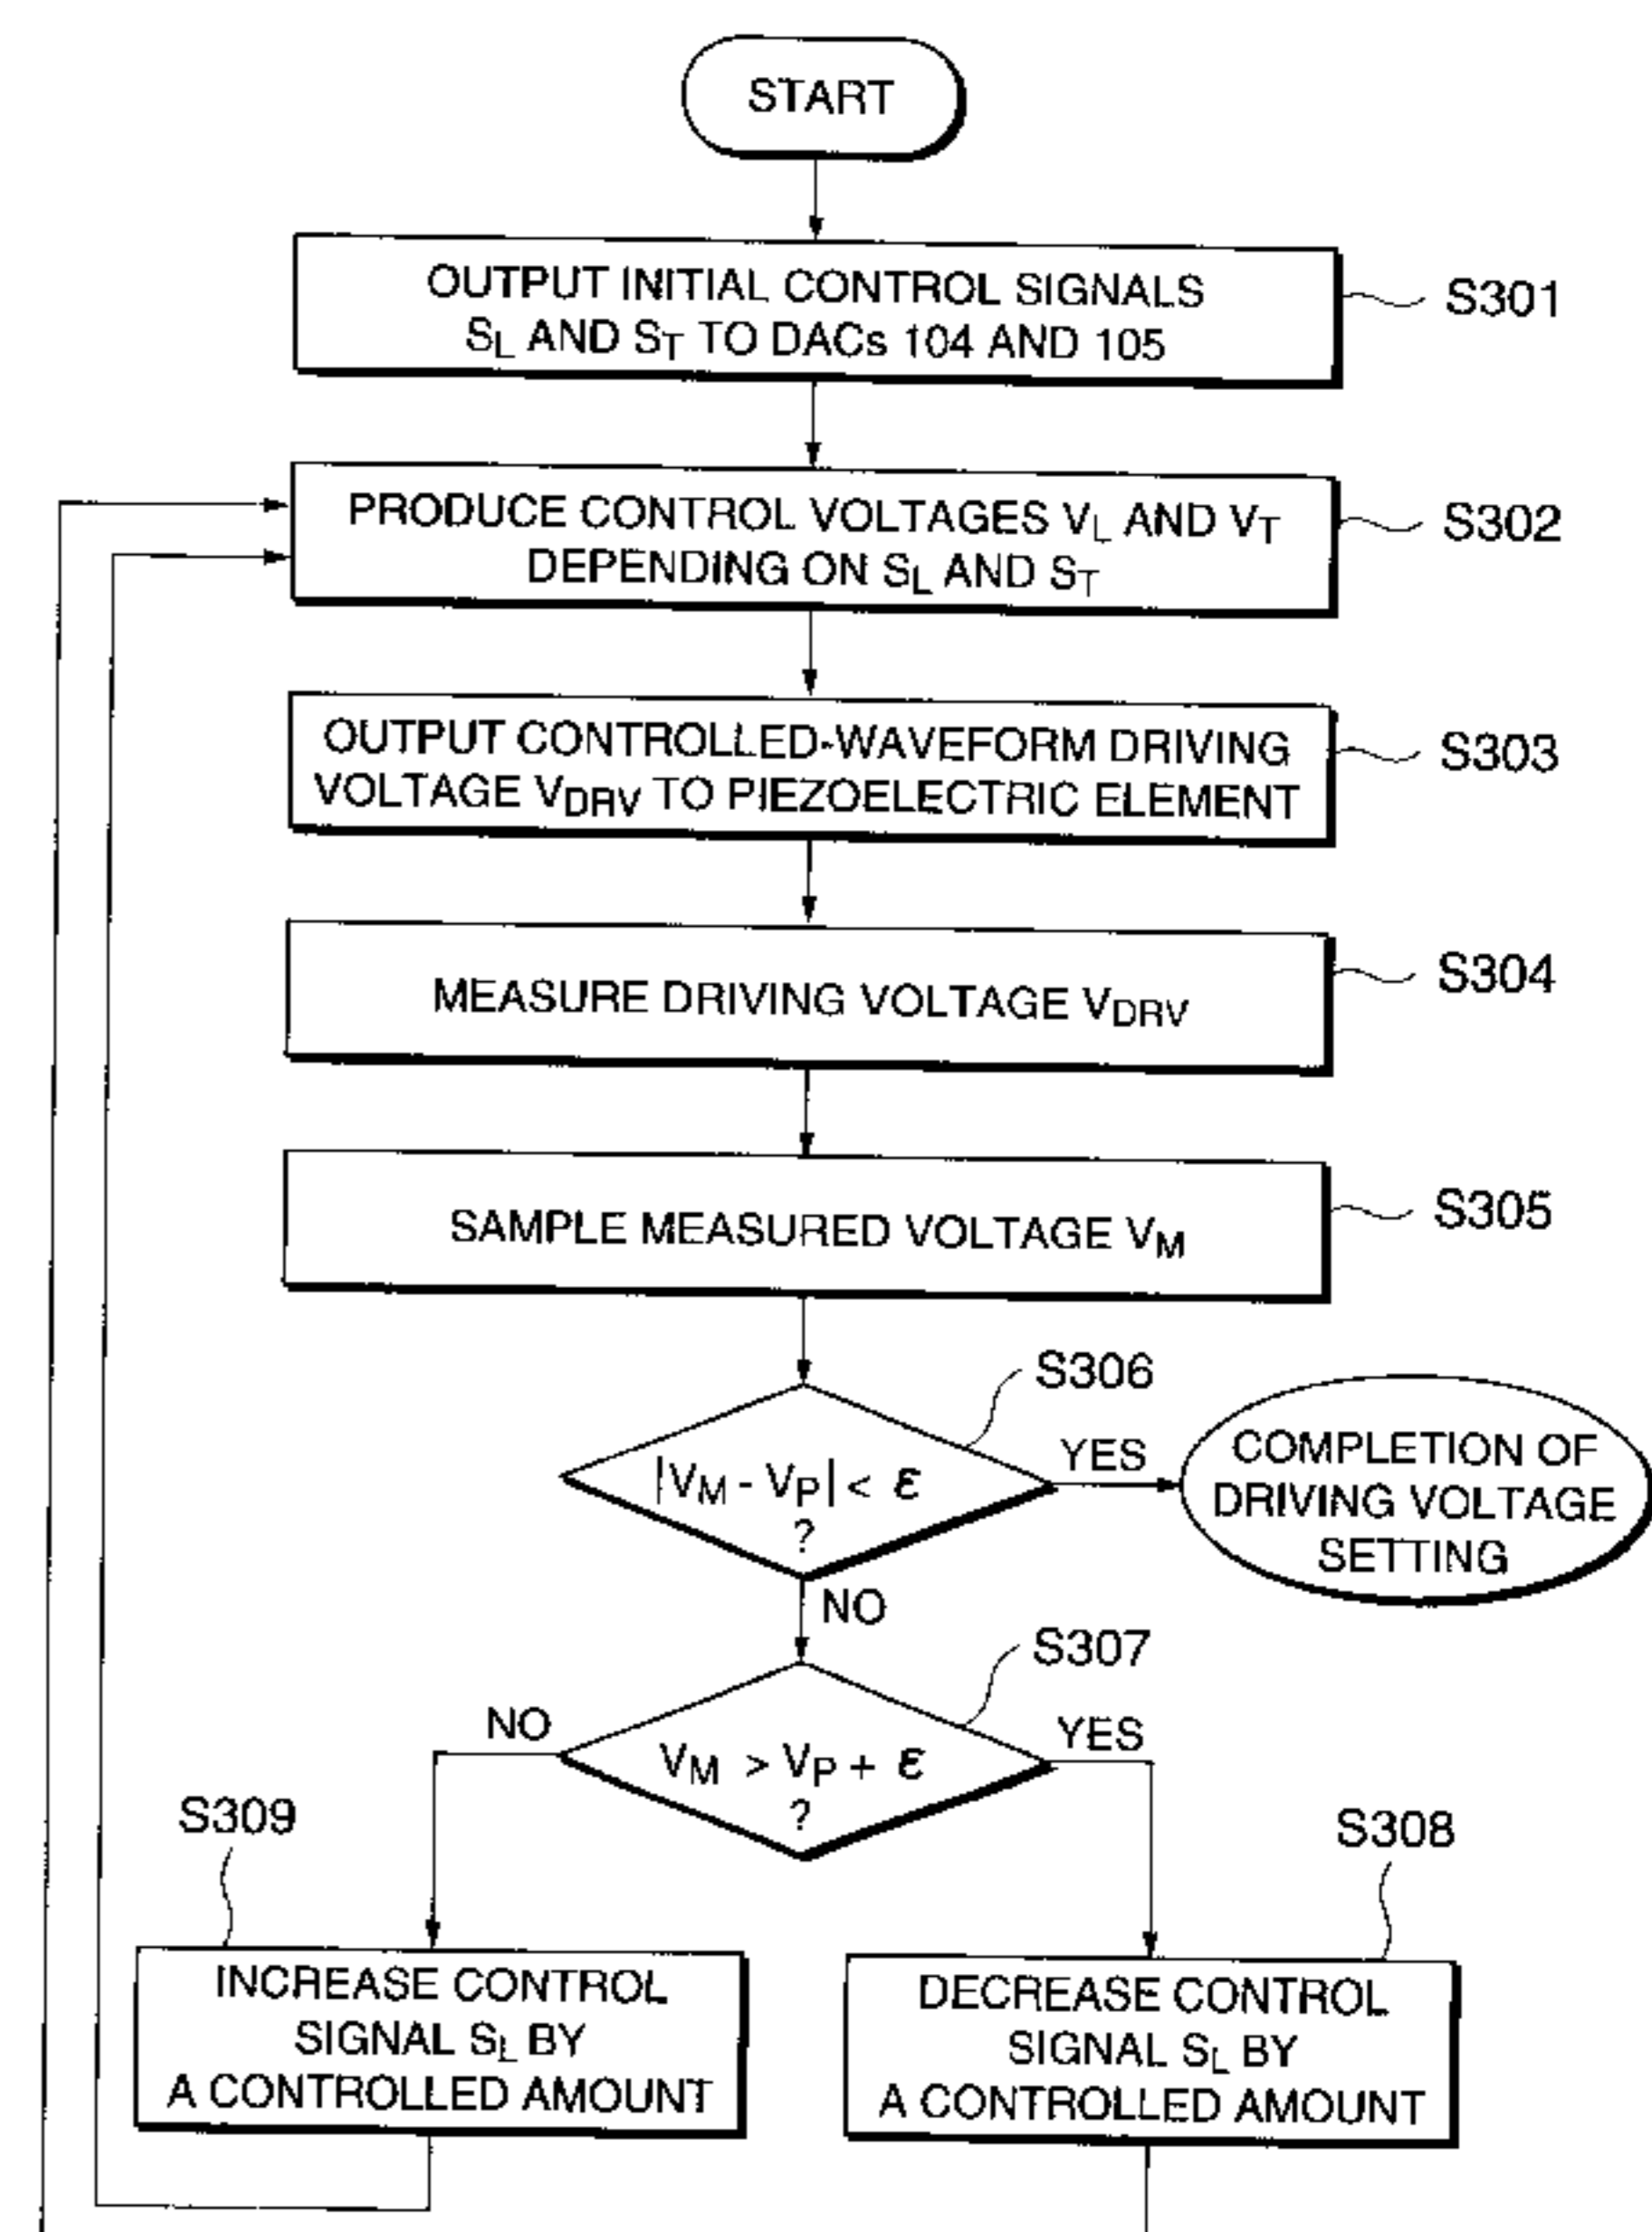 START
OUTPUT INITIAL CONTROL SIGNALS
SL AND ST TO DACs 104 AND 105
S301
PRODUCE CONTROL VOLTAGES VL AND VT
DEPENDING ON SL AND ST
S302
OUTPUT CONTROLLED-WAVEFORM DRIVING
VOLTAGE VDRV TO PIEZOELECTRIC ELEMENT
S303
MEASURE DRIVING VOLTAGE VDRV
S304
SAMPLE MEASURED VOLTAGE VM
S305
S306
|VM - VP| < ε
?
YES
COMPLETION OF
DRIVING VOLTAGE
SETTING
NO
S307
VM > VP + ε
?
NO
YES
S309
S308
INCREASE CONTROL
SIGNAL SL BY
A CONTROLLED AMOUNT
DECREASE CONTROL
SIGNAL SL BY
A CONTROLLED AMOUNT